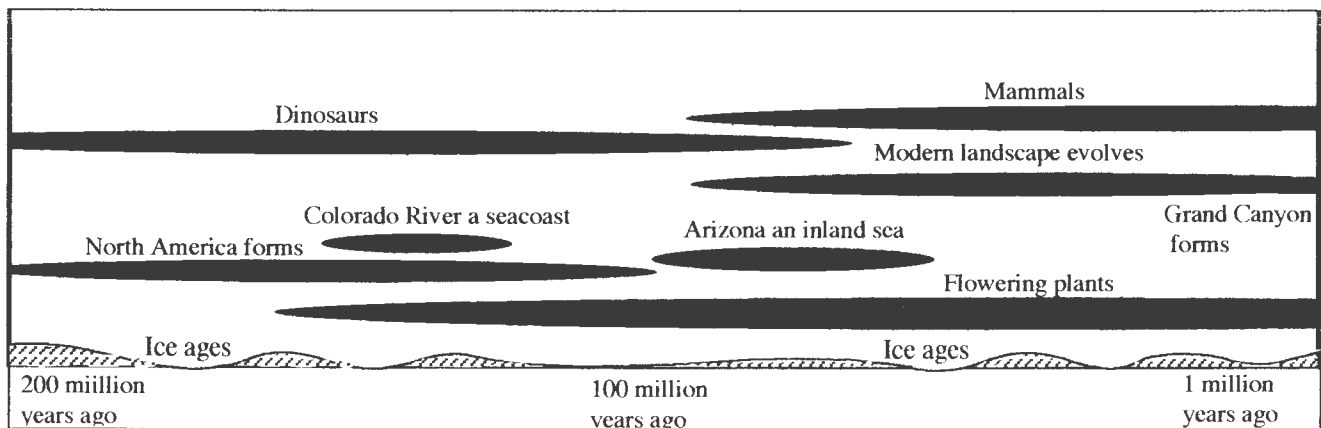 Mammals
Dinosaurs
Modern landscape evolves
Colorado River a seacoast
Grand Canyon
forms
Arizona an inland sea
North America forms
Flowering plants
Ice ages
Ice ages
200 miillion
years ago
100 million
years ago
1 million
years ago